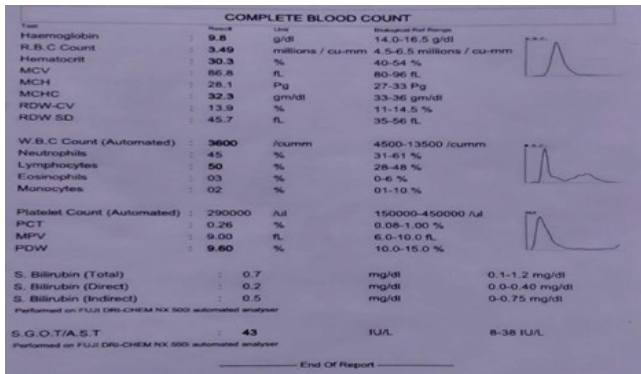 COMPLETE BLOOD COUNT
Test Result Unit Biological Ref Range
Haemoglobin : 9.8 g/dl 14.0-16.5 g/dl
R.B.C Count : 3.49 millions / cu-mm 4.5-6.5 millions / cu-mm
Hematocrit : 30.3 % 40-54 %
MCV : 86.8 fL 80-96 fL
MCH : 28.1 Pg 27-33 Pg
MCHC : 32.3 gm/dl 33-36 gm/dl
RDW-CV : 13.9 % 11-14.5 %
RDW SD : 45.7 fL 35-56 fL
W.B.C Count (Automated) : 3600 /cumm 4500-13500 /cumm
Neutrophils : 45 % 31-61 %
Lymphocytes : 50 % 28-48 %
Eosinophils : 03 % 0-6 %
Monocytes : 02 % 01-10 %
Platelet Count (Automated) : 290000 /ul 150000-450000 /ul
PCT : 0.26 % 0.08-1.00 %
MPV : 9.00 fL 6.0-10.0 fL
PDW : 9.60 % 10.0-15.0 %
S. Bilirubin (Total) : 0.7 mg/dl 0.1-1.2 mg/dl
S. Bilirubin (Direct) : 0.2 mg/dl 0.0-0.40 mg/dl
S. Bilirubin (Indirect) : 0.5 mg/dl 0-0.75 mg/dl
Performed on FUJI DRI-CHEM NX 500i automated analyser
S.G.O.T/A.S.T : 43 IU/L 8-38 IU/L
Performed on FUJI DRI-CHEM NX 500i automated analyser
End Of Report